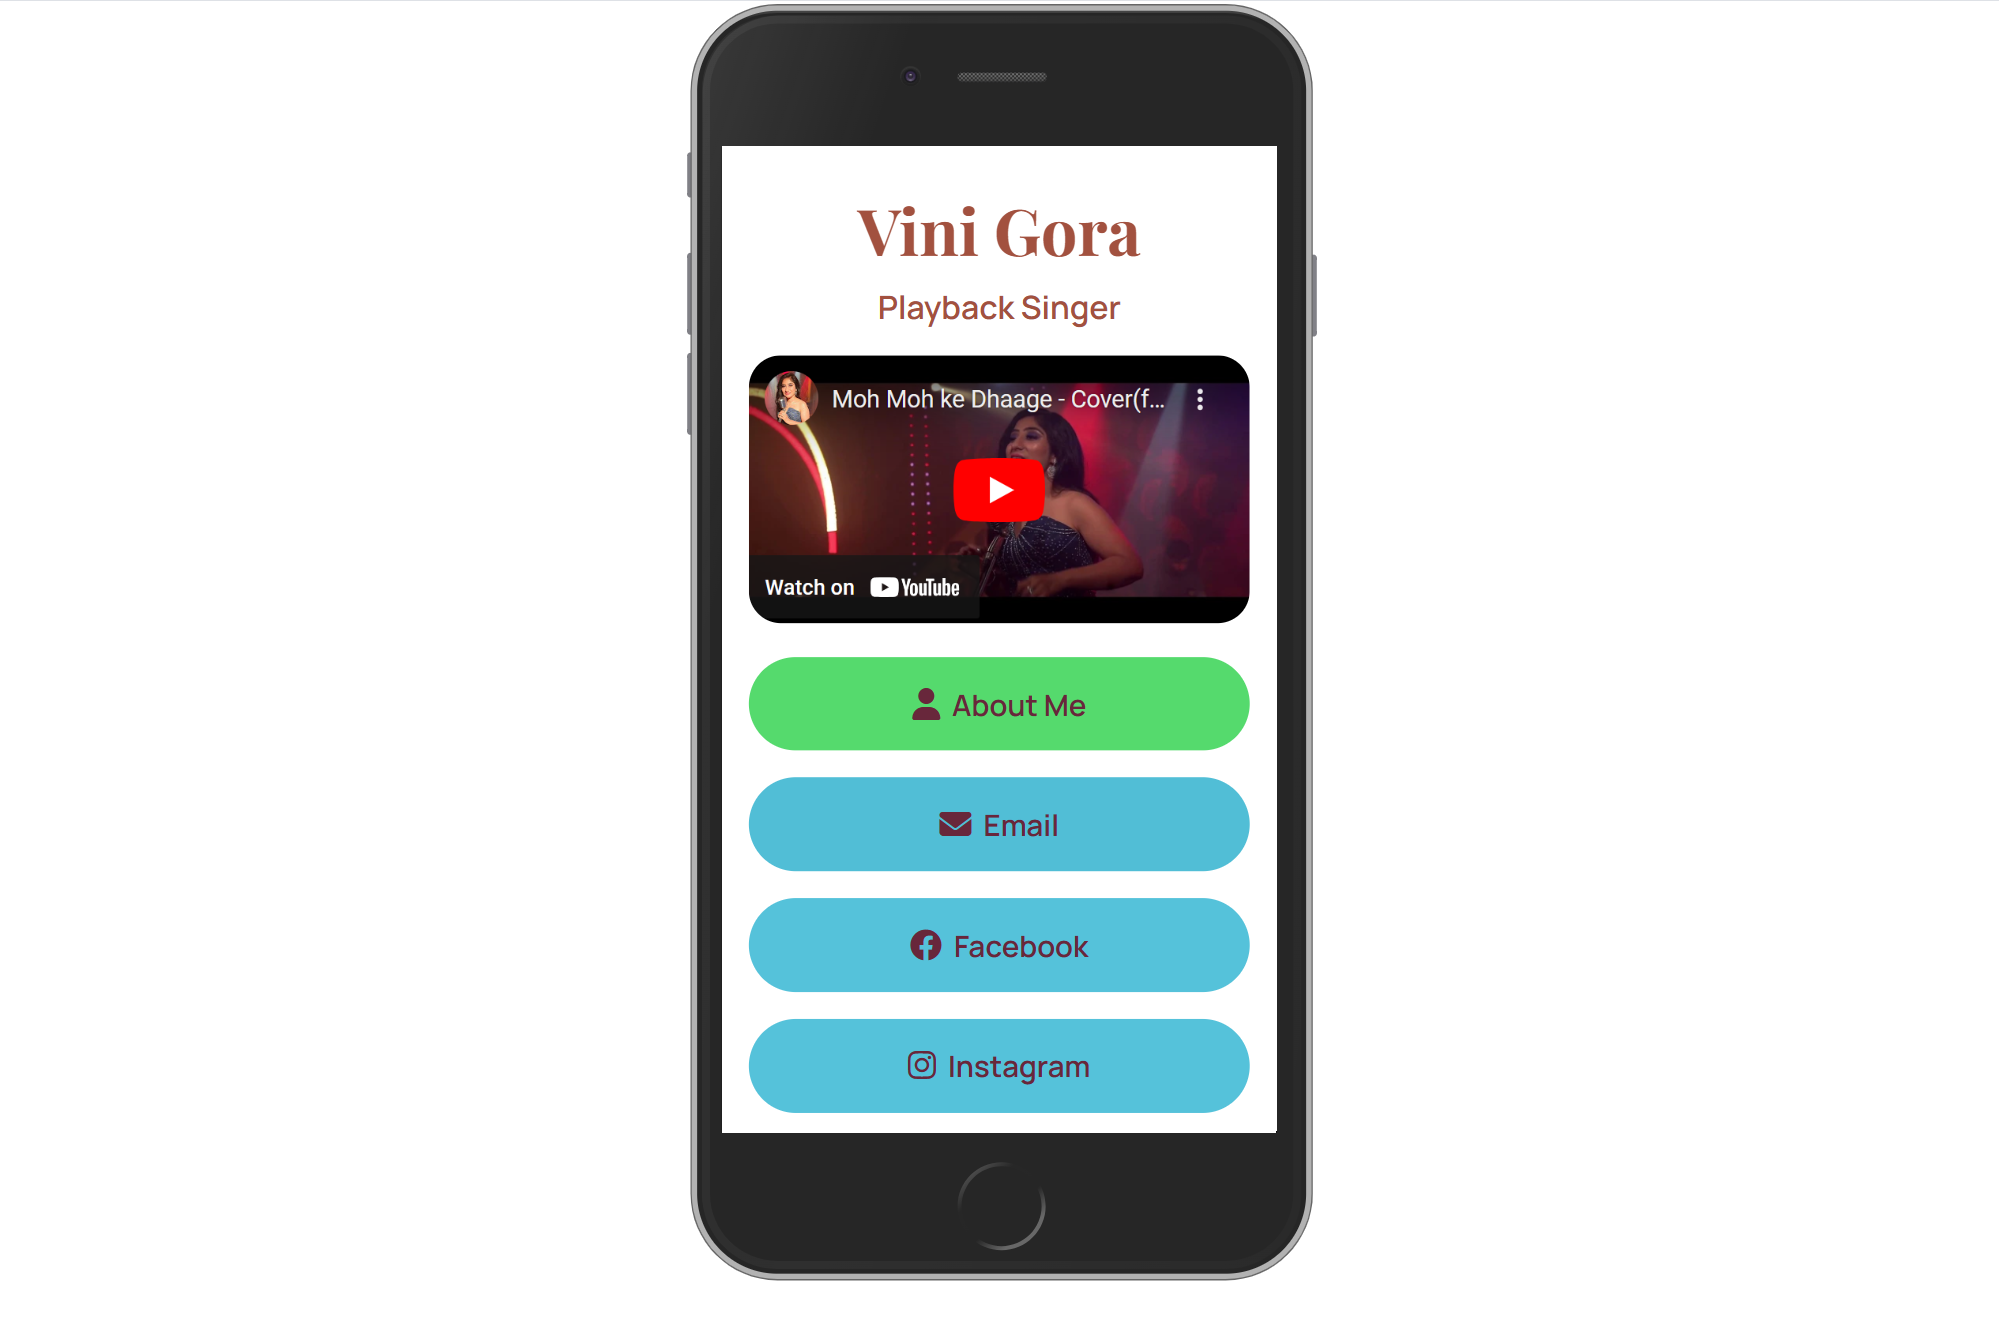 Vini Gora
Playback Singer
Moh Moh ke Dhaage - Cover(f...
Watch on YouTube
About Me
Email
Facebook
Instagram